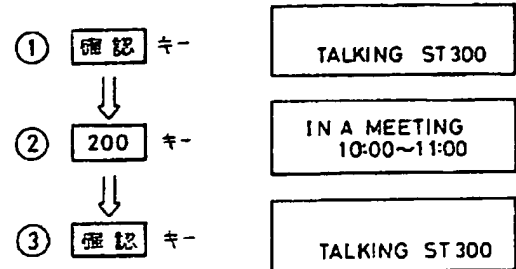 ① 確認 キー
TALKING ST300
② 200 キー
IN A MEETING
10:00~11:00
③ 確認 キー
TALKING ST300